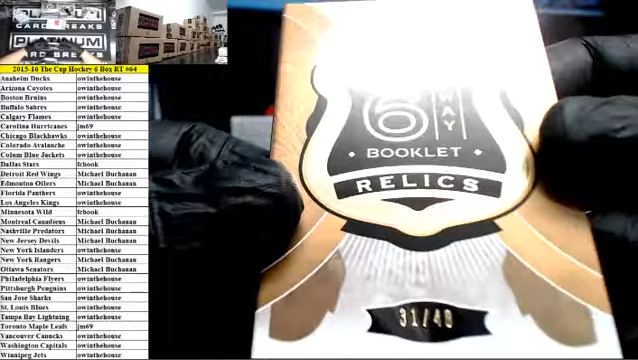 PLATINUM
CARD BREAKS
PLATINUM
CARD BREAKS
2015-16 The Cup Hockey 6 Box RT #64
Anaheim Ducks owinthehouse
Arizona Coyotes owinthehouse
Boston Bruins owinthehouse
Buffalo Sabres owinthehouse
Calgary Flames owinthehouse
Carolina Hurricanes jm69
Chicago Blackhawks owinthehouse
Colorado Avalanche owinthehouse
Colum Blue Jackets owinthehouse
Dallas Stars fcbook
Detroit Red Wings Michael Buchanan
Edmonton Oilers Michael Buchanan
Florida Panthers owinthehouse
Los Angeles Kings owinthehouse
Minnesota Wild fcbook
Montreal Canadiens Michael Buchanan
Nashville Predators Michael Buchanan
New Jersey Devils Michael Buchanan
New York Islanders owinthehouse
New York Rangers Michael Buchanan
Ottawa Senators Michael Buchanan
Philadelphia Flyers owinthehouse
Pittsburgh Penguins owinthehouse
San Jose Sharks owinthehouse
St. Louis Blues owinthehouse
Tampa Bay Lightning owinthehouse
Toronto Maple Leafs jm69
Vancouver Canucks owinthehouse
Washington Capitals owinthehouse
Winnipeg Jets owinthehouse
6 WAY
BOOKLET
RELICS
31/40